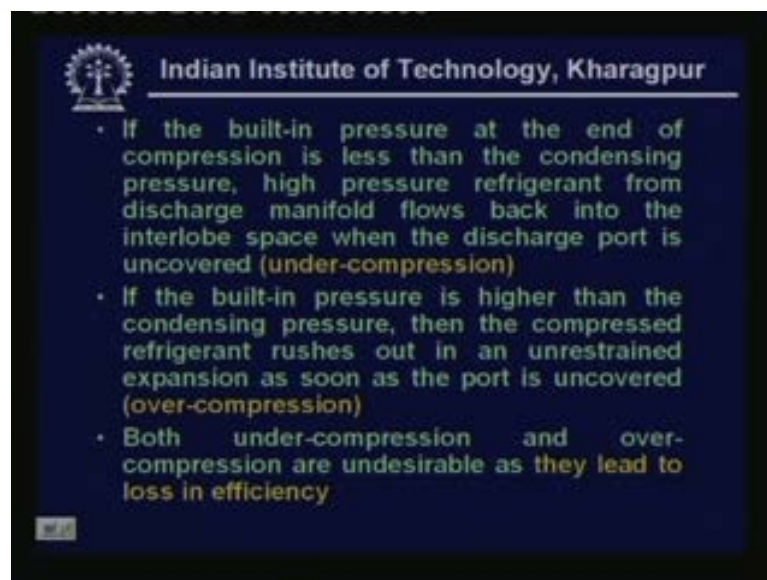 Indian Institute of Technology, Kharagpur
• If the built-in pressure at the end of
compression is less than the condensing
pressure, high pressure refrigerant from
discharge manifold flows back into the
interlobe space when the discharge port is
uncovered (under-compression)
• If the built-in pressure is higher than the
condensing pressure, then the compressed
refrigerant rushes out in an unrestrained
expansion as soon as the port is uncovered
(over-compression)
• Both under-compression and over-
compression are undesirable as they lead to
loss in efficiency